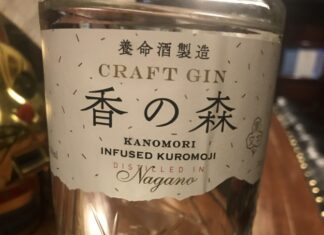 養命酒製造
CRAFT GIN
香の森
KANOMORI
INFUSED KUROMOJI
DISTILLED IN
Nagano